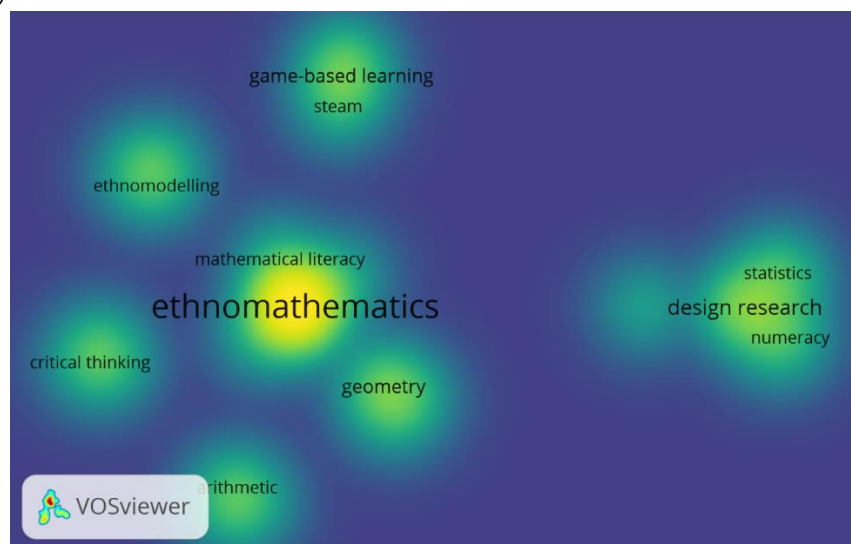 game-based learning
steam
ethnomodelling
mathematical literacy
statistics
ethnomathematics
design research
numeracy
critical thinking
geometry
arithmetic
VOSviewer